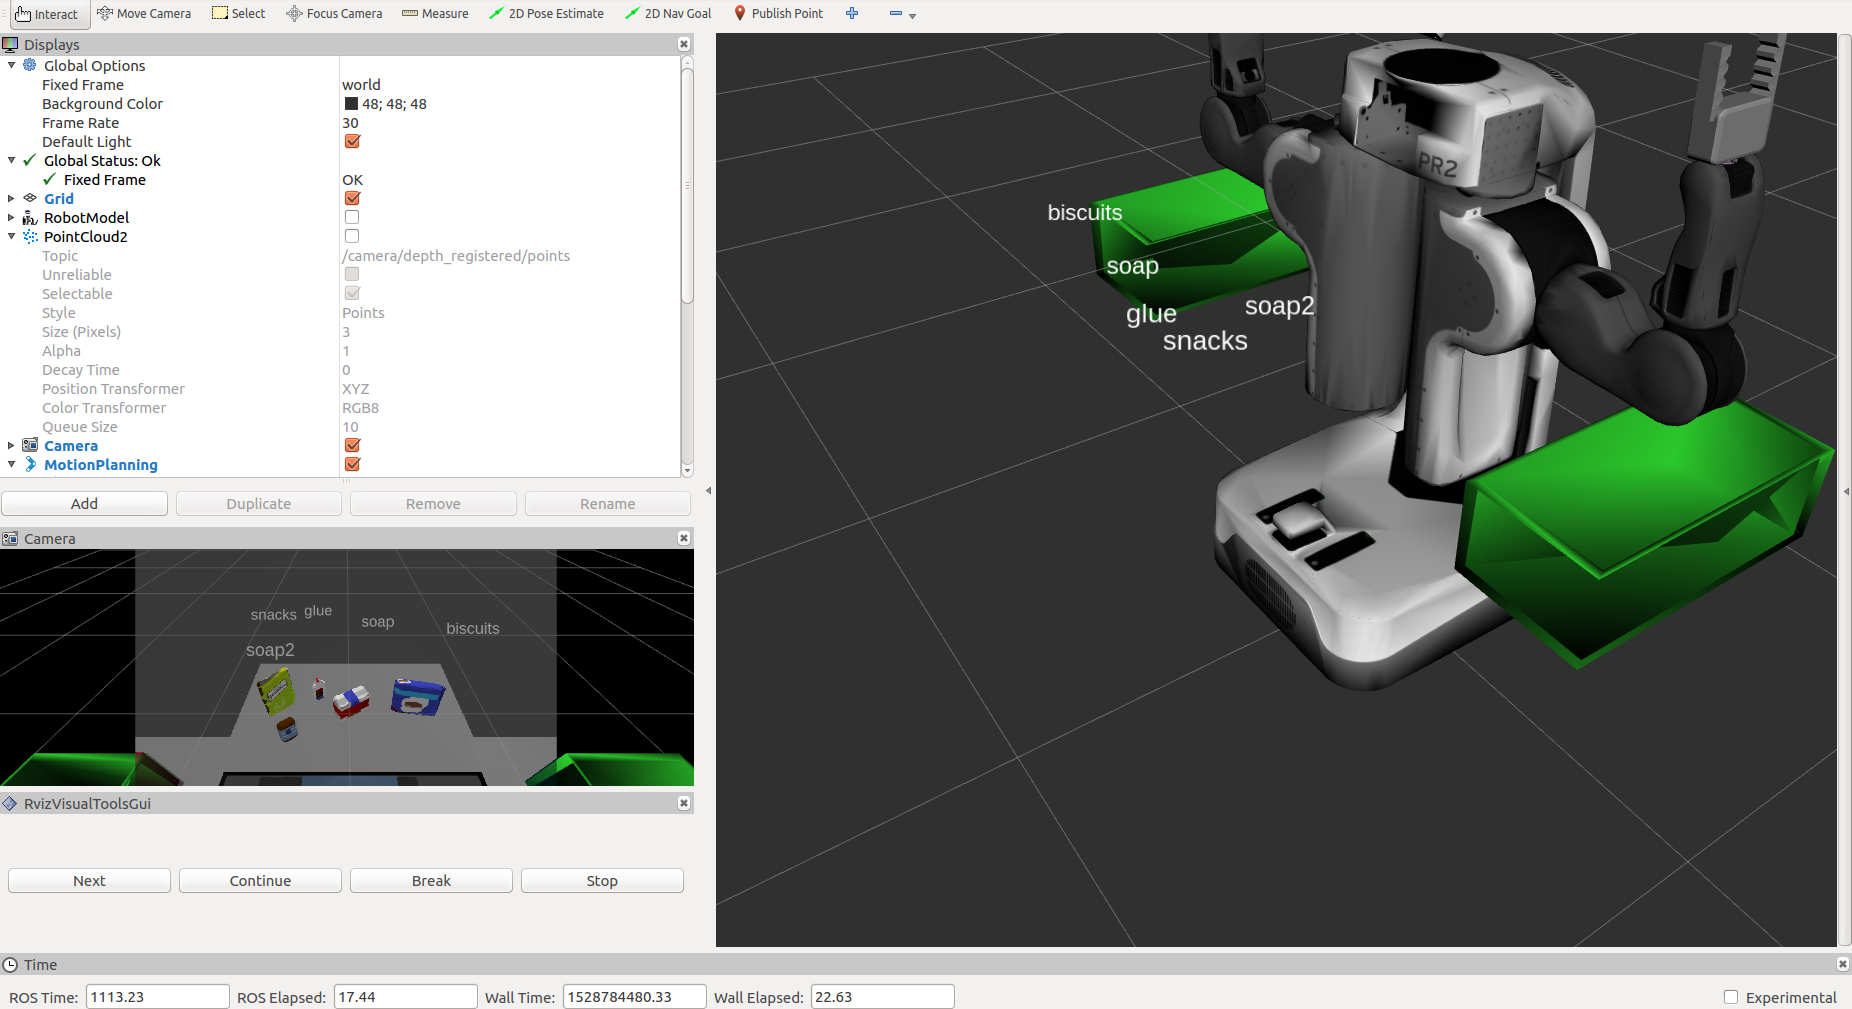 Interact Move Camera Select Focus Camera Measure 2D Pose Estimate 2D Nav Goal Publish Point
Displays
Global Options
Fixed Frame world
Background Color 48; 48; 48
Frame Rate 30
Default Light
Global Status: Ok
Fixed Frame OK
Grid
RobotModel
PointCloud2
Topic /camera/depth_registered/points
Unreliable
Selectable
Style Points
Size (Pixels) 3
Alpha 1
Decay Time 0
Position Transformer XYZ
Color Transformer RGB8
Queue Size 10
Camera
MotionPlanning
Add Duplicate Remove Rename
Camera
snacks glue soap biscuits
soap2
RvizVisualToolsGui
Next Continue Break Stop
PR2
biscuits
soap
soap2
glue
snacks
Time
ROS Time: 1113.23 ROS Elapsed: 17.44 Wall Time: 1528784480.33 Wall Elapsed: 22.63 Experimental